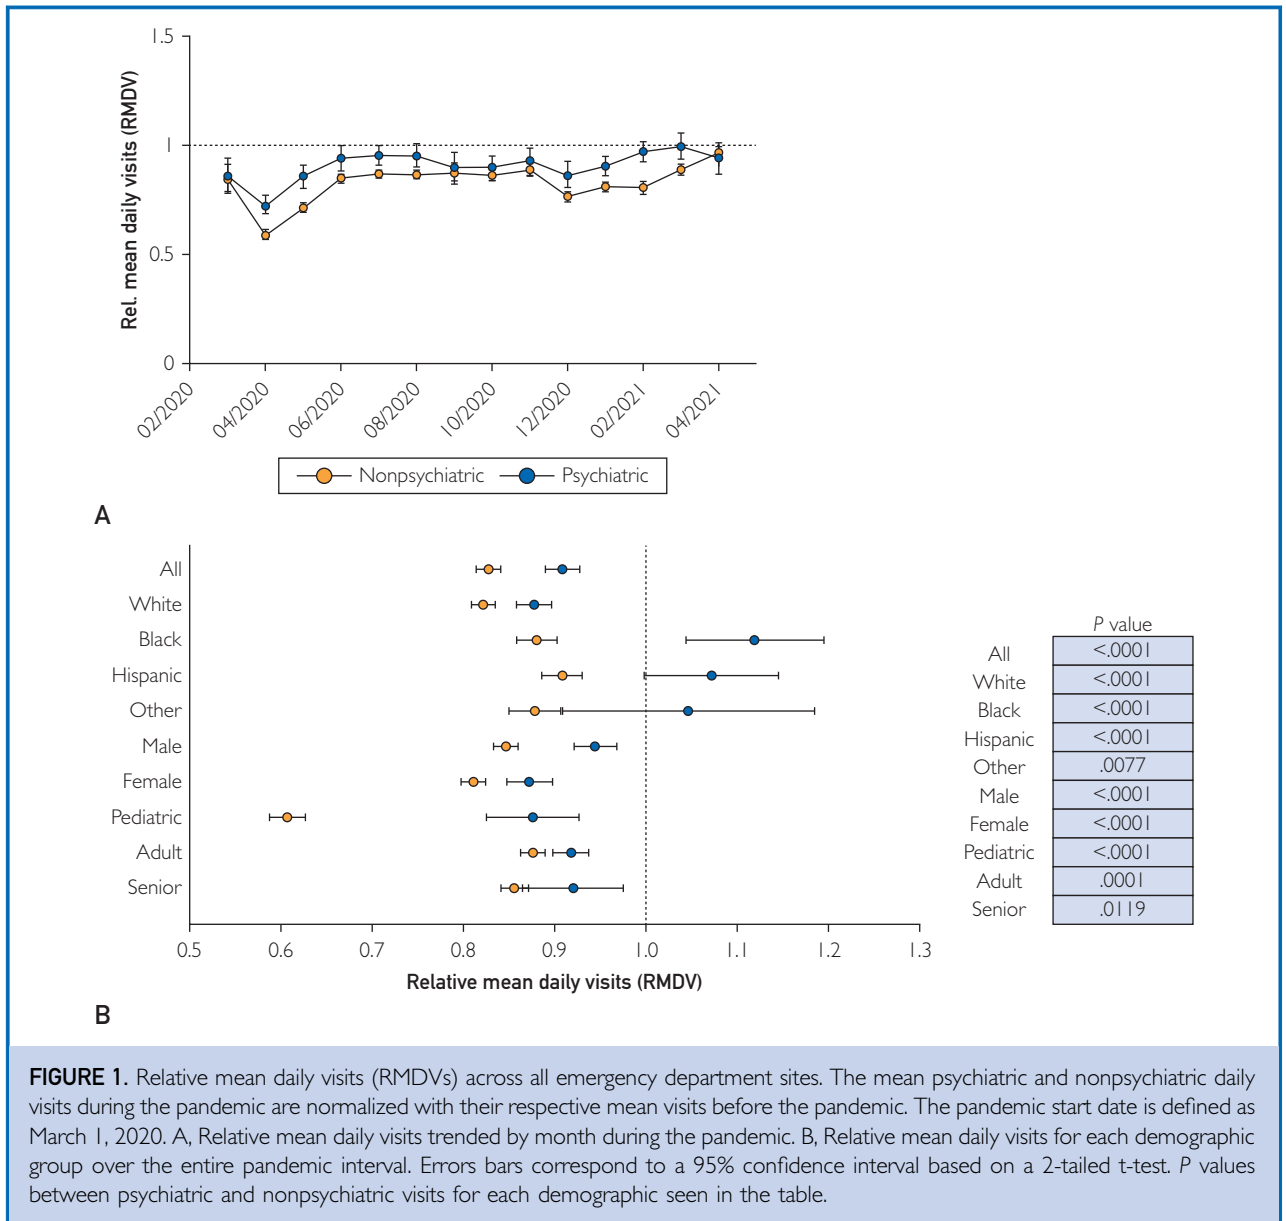 1.5
1
0.5
0
Rel. mean daily visits (RMDV)
02/2020
04/2020
06/2020
08/2020
10/2020
12/2020
02/2021
04/2021
Nonpsychiatric
Psychiatric
A
All
White
Black
Hispanic
Other
Male
Female
Pediatric
Adult
Senior
0.5
0.6
0.7
0.8
0.9
1.0
1.1
1.2
1.3
Relative mean daily visits (RMDV)
P value
All <.0001
White <.0001
Black <.0001
Hispanic <.0001
Other .0077
Male <.0001
Female <.0001
Pediatric <.0001
Adult .0001
Senior .0119
B
FIGURE 1. Relative mean daily visits (RMDVs) across all emergency department sites. The mean psychiatric and nonpsychiatric daily
visits during the pandemic are normalized with their respective mean visits before the pandemic. The pandemic start date is defined as
March 1, 2020. A, Relative mean daily visits trended by month during the pandemic. B, Relative mean daily visits for each demographic
group over the entire pandemic interval. Errors bars correspond to a 95% confidence interval based on a 2-tailed t-test. P values
between psychiatric and nonpsychiatric visits for each demographic seen in the table.